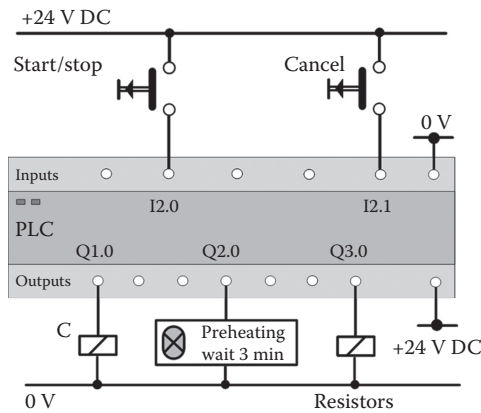 +24 V DC
Start/stop
Cancel
0 V
Inputs
I2.0
I2.1
PLC
Q1.0
Q2.0
Q3.0
Outputs
C
Preheating
wait 3 min
+24 V DC
0 V
Resistors